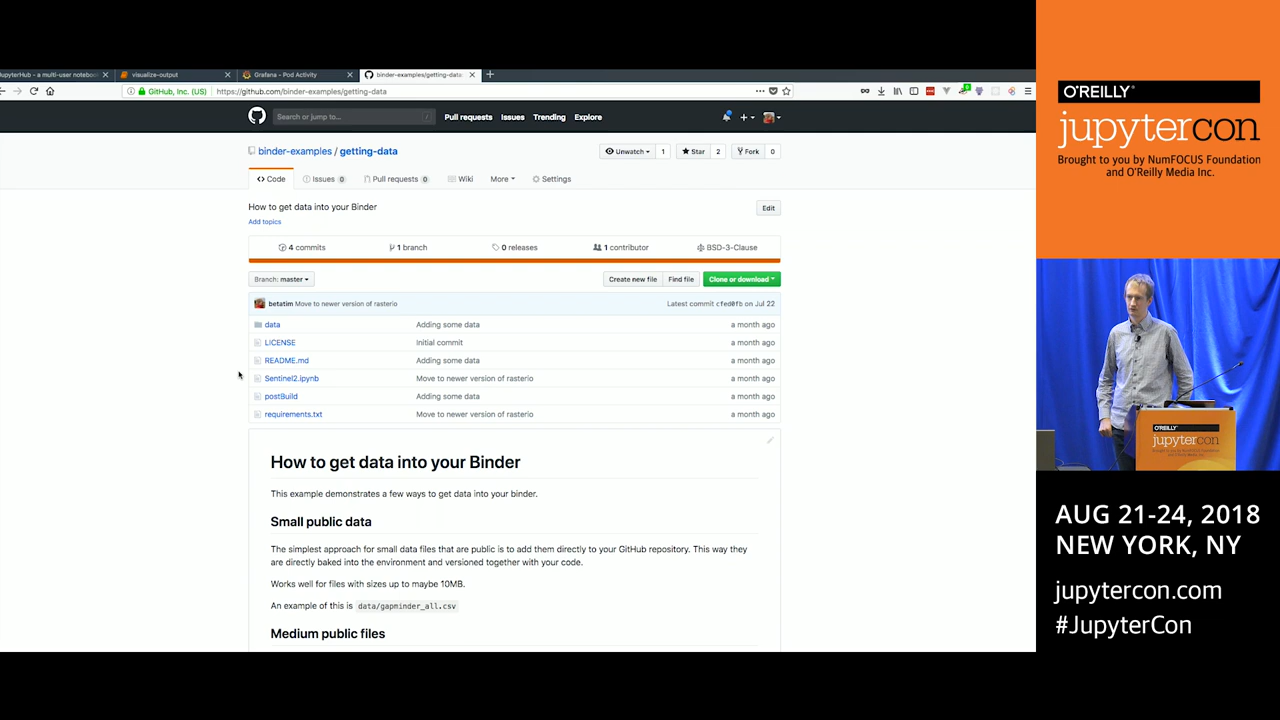 JupyterHub - a multi-user noteboo
visualize-output
Grafana - Pod Activity
binder-examples/getting-data
GitHub, Inc. (US)
https://github.com/binder-examples/getting-data
Search or jump to...
/
Pull requests
Issues
Trending
Explore
binder-examples / getting-data
Unwatch
1
Star
2
Fork
0
Code
Issues 0
Pull requests 0
Wiki
More
Settings
How to get data into your Binder
Edit
Add topics
4 commits
1 branch
0 releases
1 contributor
BSD-3-Clause
Branch: master
Create new file
Find file
Clone or download
betatim Move to newer version of rasterio
Latest commit cfed0fb on Jul 22
data
Adding some data
a month ago
LICENSE
Initial commit
a month ago
README.md
Adding some data
a month ago
Sentinel2.ipynb
Move to newer version of rasterio
a month ago
postBuild
Adding some data
a month ago
requirements.txt
Move to newer version of rasterio
a month ago
How to get data into your Binder
This example demonstrates a few ways to get data into your binder.
Small public data
The simplest approach for small data files that are public is to add them directly to your GitHub repository. This way they
are directly baked into the environment and versioned together with your code.
Works well for files with sizes up to maybe 10MB.
An example of this is data/gapminder_all.csv
Medium public files
O'REILLY®
jupytercon
Brought to you by NumFOCUS Foundation
and O'Reilly Media Inc.
O'REILLY
jupytercon
AUG 21-24, 2018
NEW YORK, NY
jupytercon.com
#JupyterCon